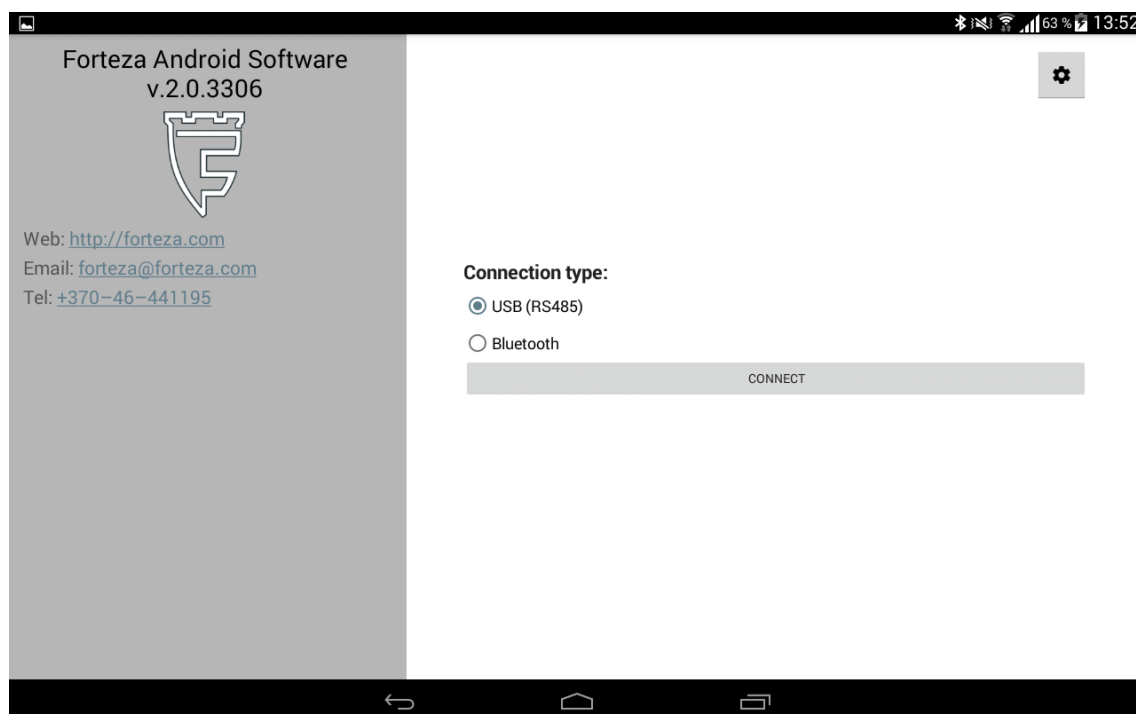 63 % 13:52
Forteza Android Software
v.2.0.3306
Web: http://forteza.com
Email: forteza@forteza.com
Tel: +370-46-441195
Connection type:
USB (RS485)
Bluetooth
CONNECT